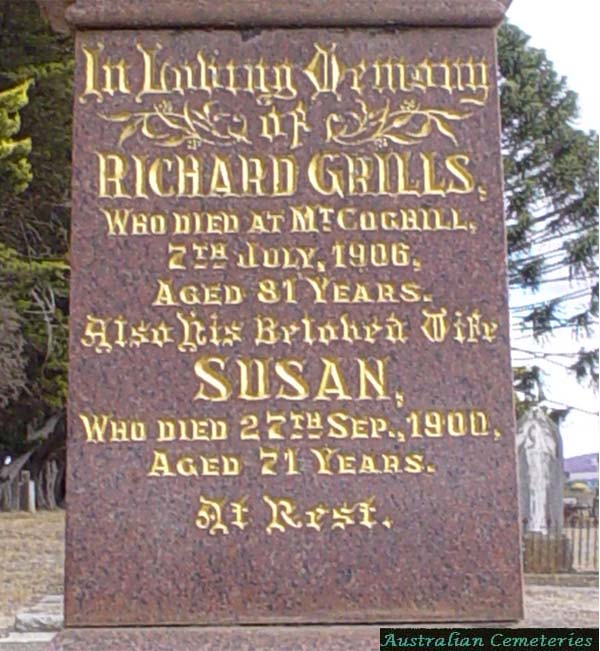 In Loving Memory
of
RICHARD GRILLS,
WHO DIED AT MT COGHILL,
7TH JULY, 1906,
AGED 81 YEARS.
Also His Beloved Wife
SUSAN,
WHO DIED 27TH SEP., 1900,
AGED 71 YEARS.
At Rest.
Australian Cemeteries